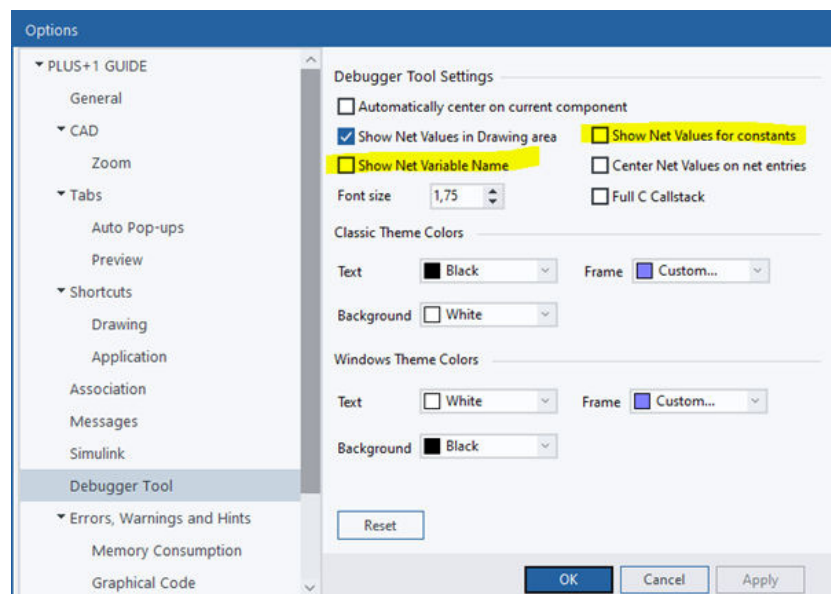 Options
PLUS+1 GUIDE
General
CAD
Zoom
Tabs
Auto Pop-ups
Preview
Shortcuts
Drawing
Application
Association
Messages
Simulink
Debugger Tool
Errors, Warnings and Hints
Memory Consumption
Graphical Code
Debugger Tool Settings
Automatically center on current component
Show Net Values in Drawing area
Show Net Values for constants
Show Net Variable Name
Center Net Values on net entries
Font size 1,75
Full C Callstack
Classic Theme Colors
Text Black Frame Custom...
Background White
Windows Theme Colors
Text White Frame Custom...
Background Black
Reset
OK Cancel Apply